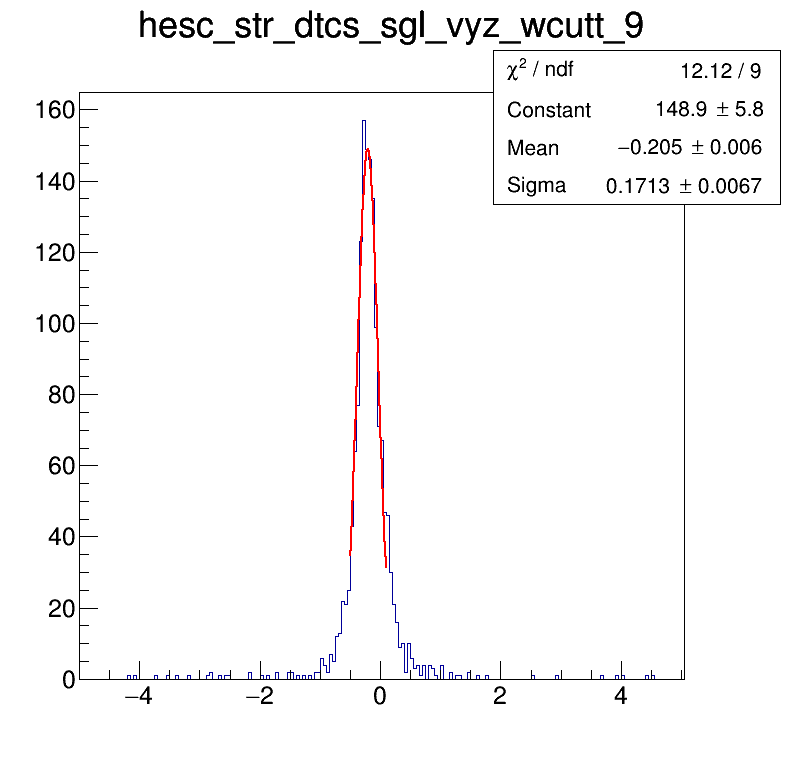 hesc_str_dtcs_sgl_vyz_wcutt_9
χ² / ndf 12.12 / 9
Constant 148.9 ± 5.8
Mean −0.205 ± 0.006
Sigma 0.1713 ± 0.0067
160
140
120
100
80
60
40
20
0
−4 −2 0 2 4